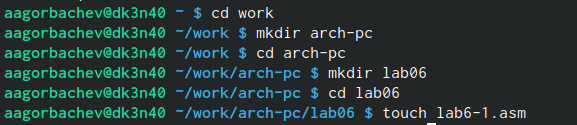 aagorbachev@dk3n40 ~ $ cd work
aagorbachev@dk3n40 ~/work $ mkdir arch-pc
aagorbachev@dk3n40 ~/work $ cd arch-pc
aagorbachev@dk3n40 ~/work/arch-pc $ mkdir lab06
aagorbachev@dk3n40 ~/work/arch-pc $ cd lab06
aagorbachev@dk3n40 ~/work/arch-pc/lab06 $ touch lab6-1.asm